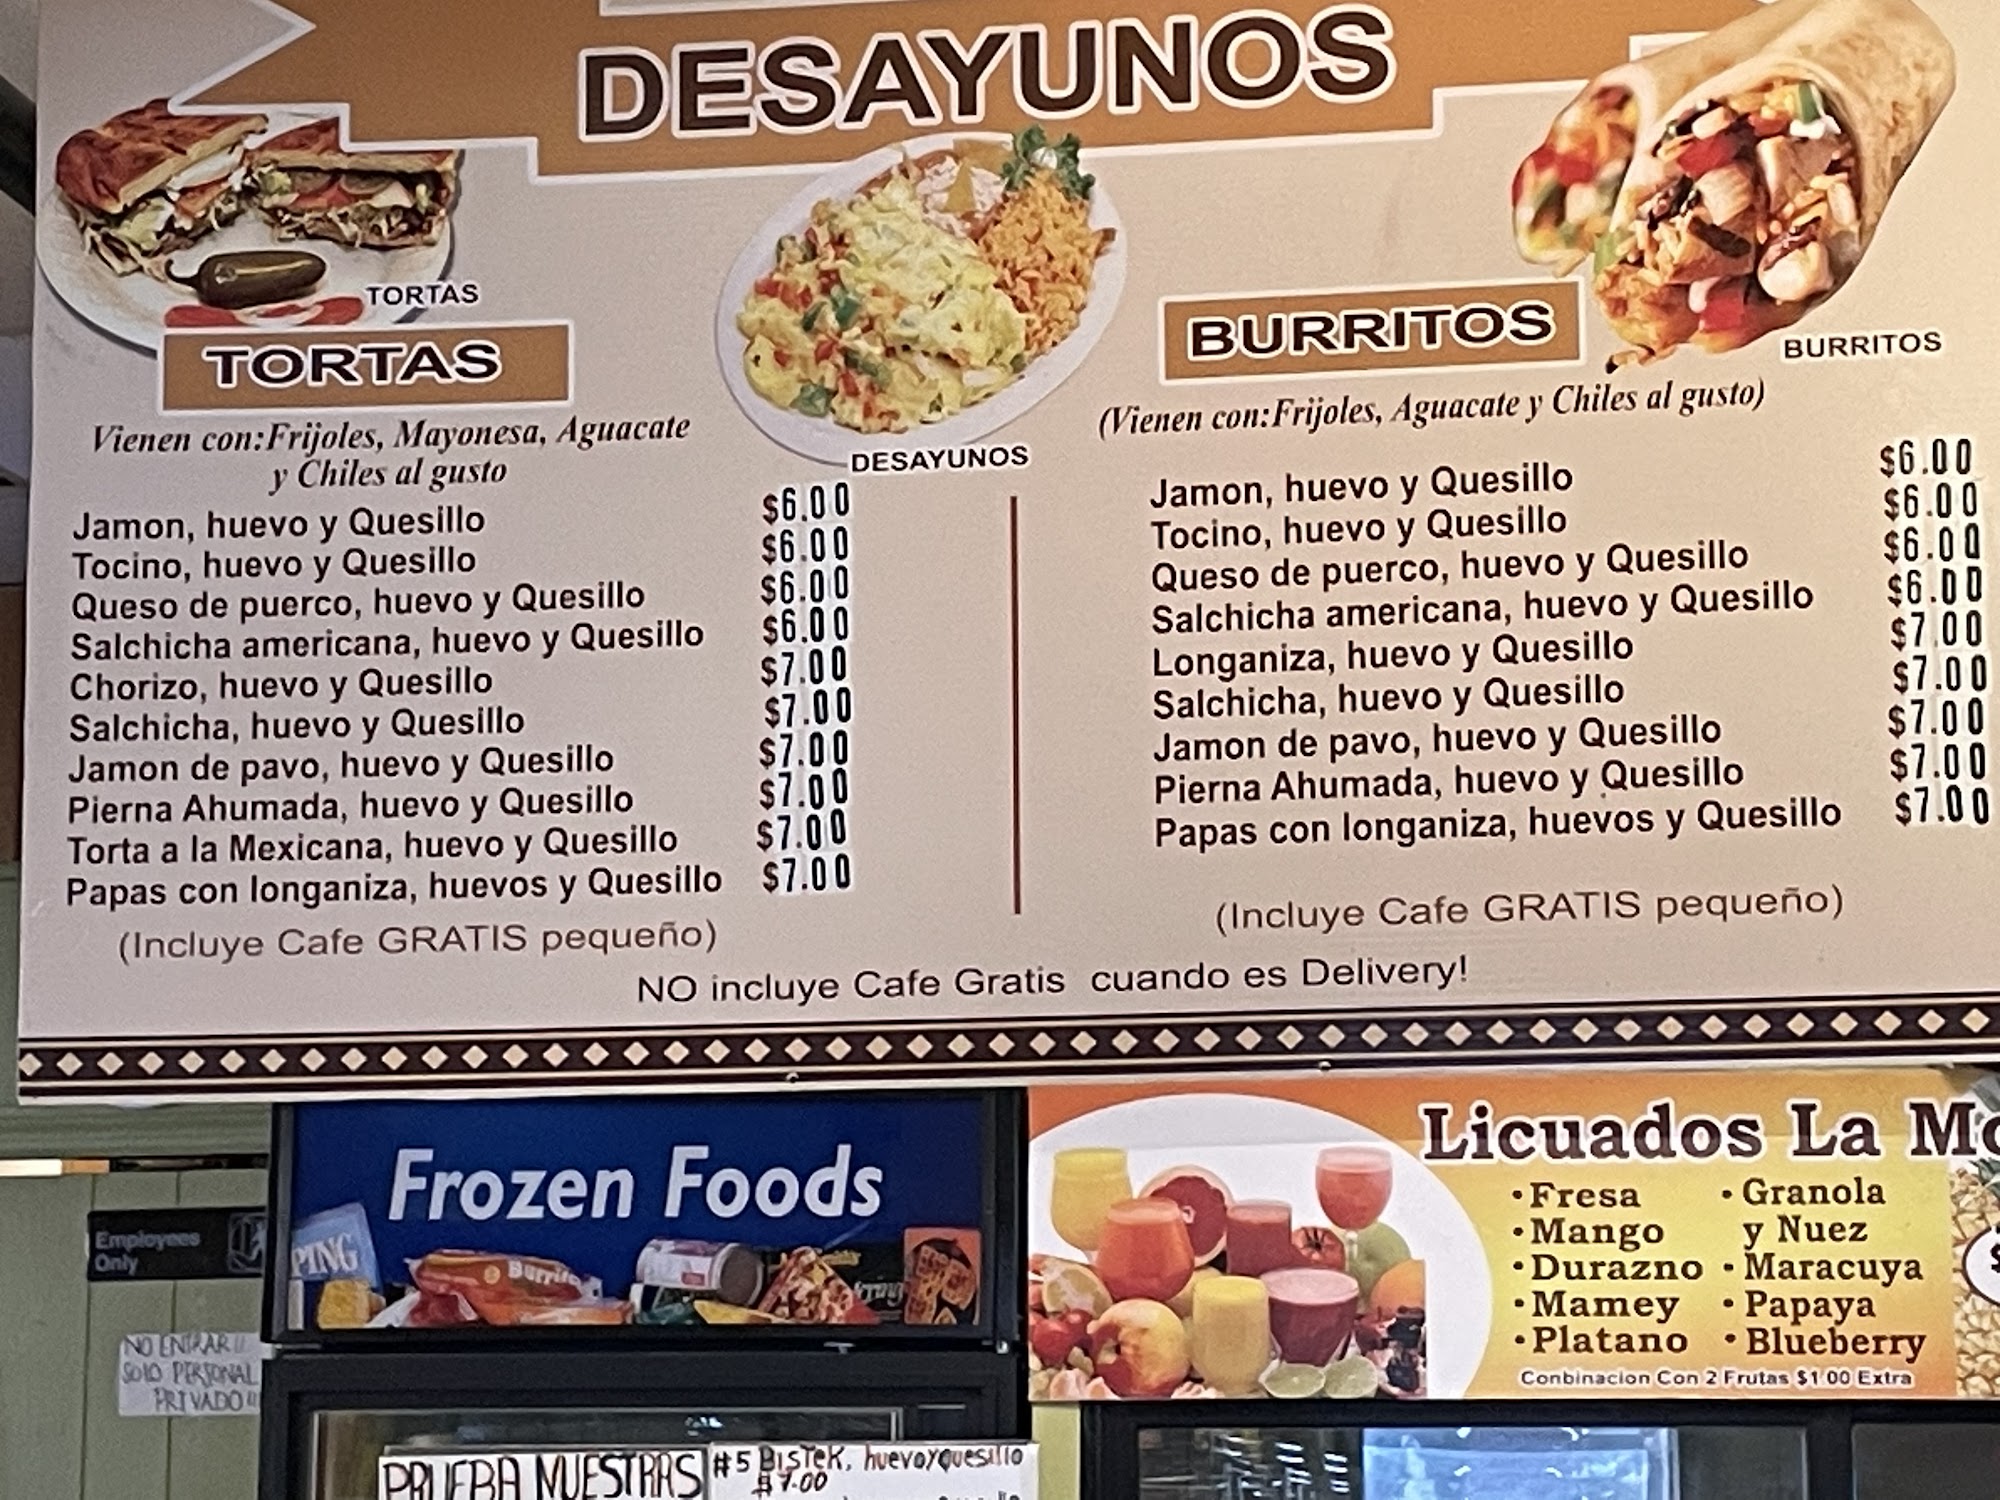 DESAYUNOS
TORTAS
TORTAS
Vienen con:Frijoles, Mayonesa, Aguacate
y Chiles al gusto
Jamon, huevo y Quesillo $6.00
Tocino, huevo y Quesillo $6.00
Queso de puerco, huevo y Quesillo $6.00
Salchicha americana, huevo y Quesillo $6.00
Chorizo, huevo y Quesillo $7.00
Salchicha, huevo y Quesillo $7.00
Jamon de pavo, huevo y Quesillo $7.00
Pierna Ahumada, huevo y Quesillo $7.00
Torta a la Mexicana, huevo y Quesillo $7.00
Papas con longaniza, huevos y Quesillo $7.00
(Incluye Cafe GRATIS pequeño)
DESAYUNOS
BURRITOS
BURRITOS
(Vienen con:Frijoles, Aguacate y Chiles al gusto)
Jamon, huevo y Quesillo $6.00
Tocino, huevo y Quesillo $6.00
Queso de puerco, huevo y Quesillo $6.00
Salchicha americana, huevo y Quesillo $6.00
Longaniza, huevo y Quesillo $7.00
Salchicha, huevo y Quesillo $7.00
Jamon de pavo, huevo y Quesillo $7.00
Pierna Ahumada, huevo y Quesillo $7.00
Papas con longaniza, huevos y Quesillo $7.00
(Incluye Cafe GRATIS pequeño)
NO incluye Cafe Gratis cuando es Delivery!
Employees
Only
NO ENTRAR!!
SOLO PERSONAL
PRIVADO!!
Frozen Foods
PING
Burrito
PRUEBA NUESTRAS
#5 BISTEK, huevo y quesillo
$7.00
Licuados La Mo
• Fresa
• Mango
• Durazno
• Mamey
• Platano
• Granola
y Nuez
• Maracuya
• Papaya
• Blueberry
Conbinacion Con 2 Frutas $1.00 Extra